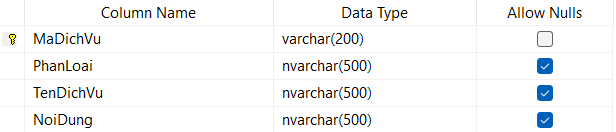 Column Name Data Type Allow Nulls
MaDichVu varchar(200)
PhanLoai nvarchar(500)
TenDichVu nvarchar(500)
NoiDung nvarchar(500)